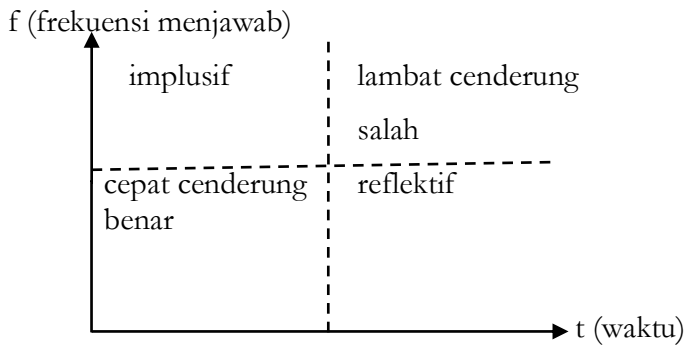 f (frekuensi menjawab)
implusif
lambat cenderung
salah
cepat cenderung
benar
reflektif
t (waktu)